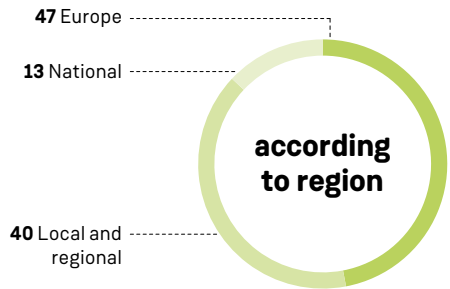 47 Europe
13 National
40 Local and
regional
according
to region